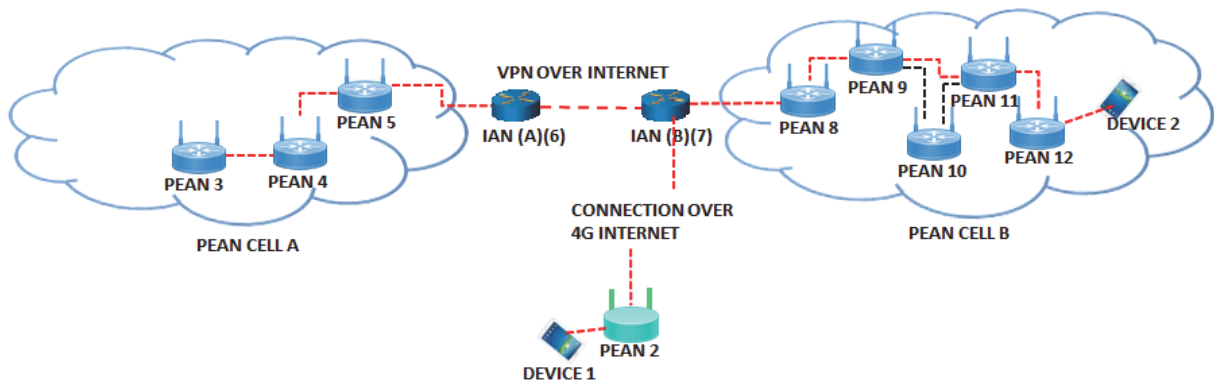 VPN OVER INTERNET
PEAN 5
IAN (A)(6)
IAN (B)(7)
PEAN 3
PEAN 4
PEAN CELL A
PEAN 9
PEAN 11
PEAN 8
DEVICE 2
PEAN 10
PEAN 12
PEAN CELL B
CONNECTION OVER
4G INTERNET
PEAN 2
DEVICE 1